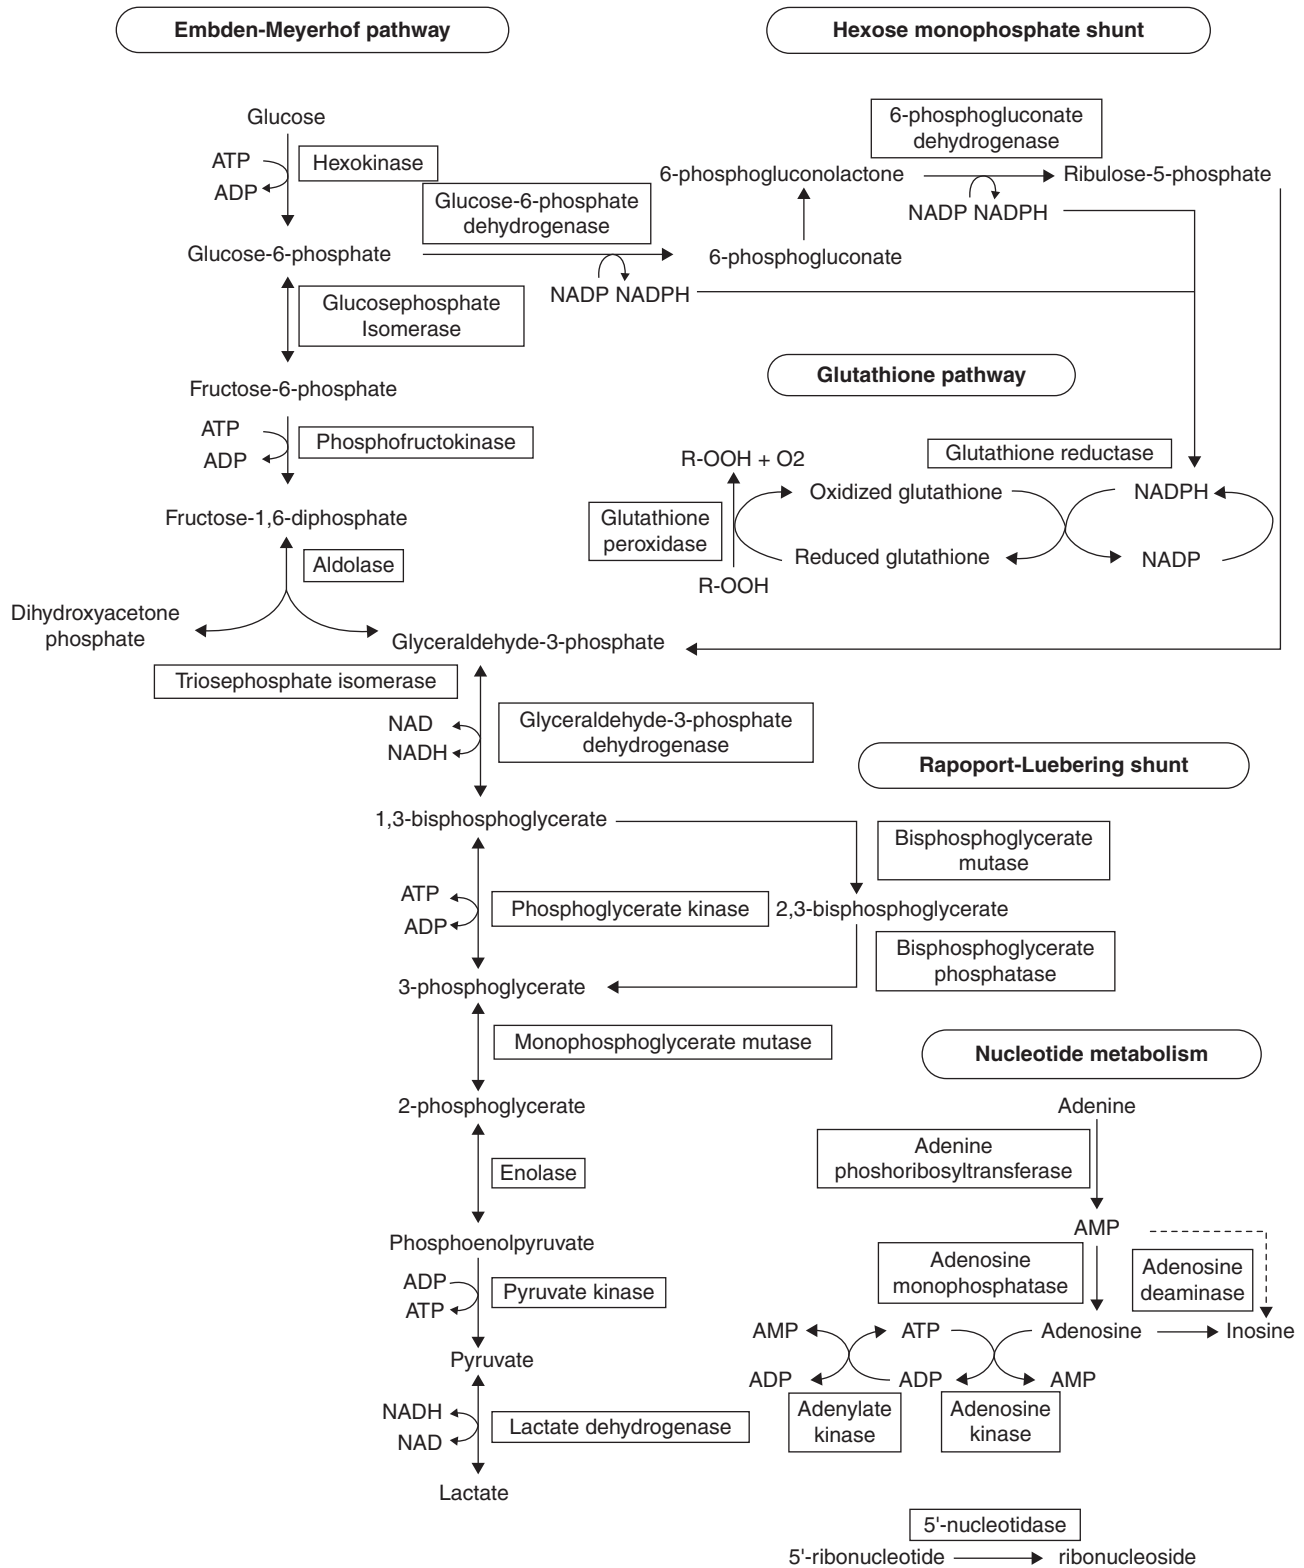 Embden-Meyerhof pathway
Hexose monophosphate shunt
Glucose
ATP
ADP
Hexokinase
Glucose-6-phosphate
dehydrogenase
6-phosphogluconate
dehydrogenase
6-phosphogluconolactone
Ribulose-5-phosphate
NADP NADPH
Glucose-6-phosphate
6-phosphogluconate
NADP NADPH
Glucosephosphate
Isomerase
Glutathione pathway
Fructose-6-phosphate
ATP
ADP
Phosphofructokinase
Glutathione reductase
R-OOH + O2
Oxidized glutathione
NADPH
Glutathione
peroxidase
Reduced glutathione
NADP
R-OOH
Fructose-1,6-diphosphate
Aldolase
Dihydroxyacetone
phosphate
Glyceraldehyde-3-phosphate
Triosephosphate isomerase
NAD
NADH
Glyceraldehyde-3-phosphate
dehydrogenase
Rapoport-Luebering shunt
1,3-bisphosphoglycerate
Bisphosphoglycerate
mutase
ATP
ADP
Phosphoglycerate kinase
2,3-bisphosphoglycerate
Bisphosphoglycerate
phosphatase
3-phosphoglycerate
Monophosphoglycerate mutase
2-phosphoglycerate
Enolase
Phosphoenolpyruvate
ADP
ATP
Pyruvate kinase
Pyruvate
NADH
NAD
Lactate dehydrogenase
Lactate
Nucleotide metabolism
Adenine
Adenine
phoshoribosyltransferase
AMP
Adenosine
monophosphatase
Adenosine
deaminase
AMP
ATP
Adenosine
Inosine
ADP
ADP
AMP
Adenylate
kinase
Adenosine
kinase
5'-nucleotidase
5'-ribonucleotide
ribonucleoside